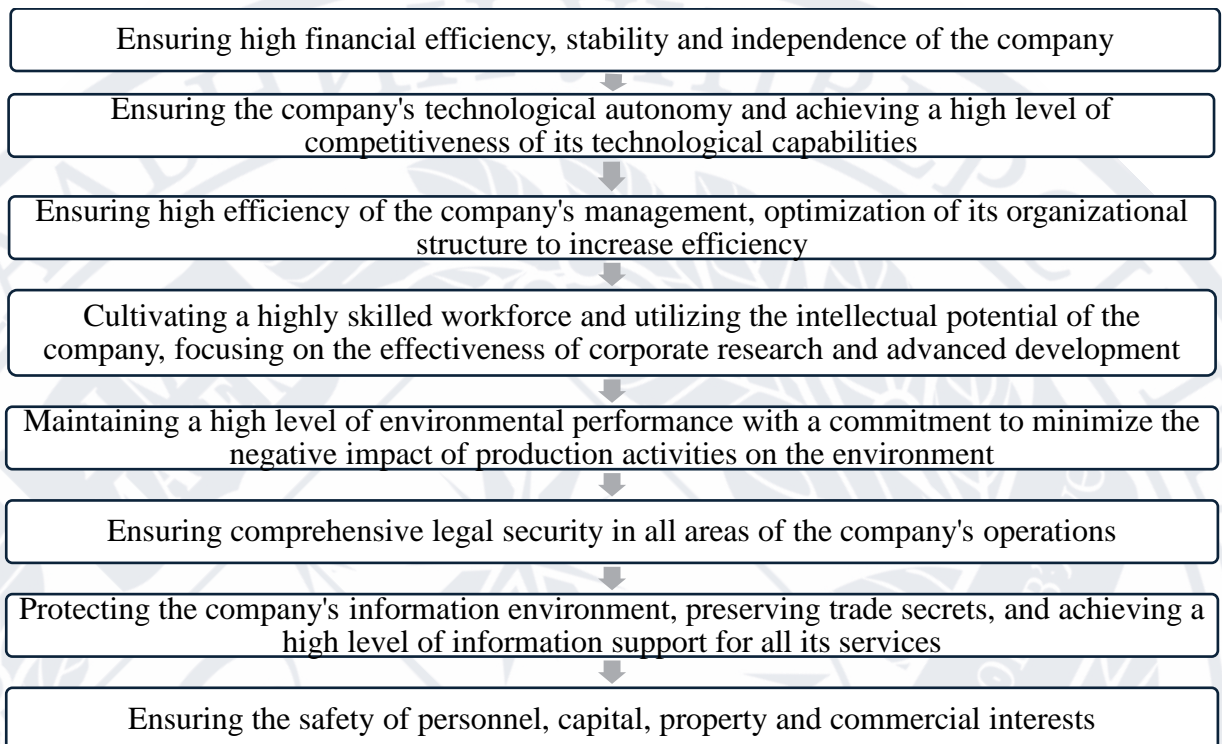 Ensuring high financial efficiency, stability and independence of the company
Ensuring the company's technological autonomy and achieving a high level of
competitiveness of its technological capabilities
Ensuring high efficiency of the company's management, optimization of its organizational
structure to increase efficiency
Cultivating a highly skilled workforce and utilizing the intellectual potential of the
company, focusing on the effectiveness of corporate research and advanced development
Maintaining a high level of environmental performance with a commitment to minimize the
negative impact of production activities on the environment
Ensuring comprehensive legal security in all areas of the company's operations
Protecting the company's information environment, preserving trade secrets, and achieving a
high level of information support for all its services
Ensuring the safety of personnel, capital, property and commercial interests